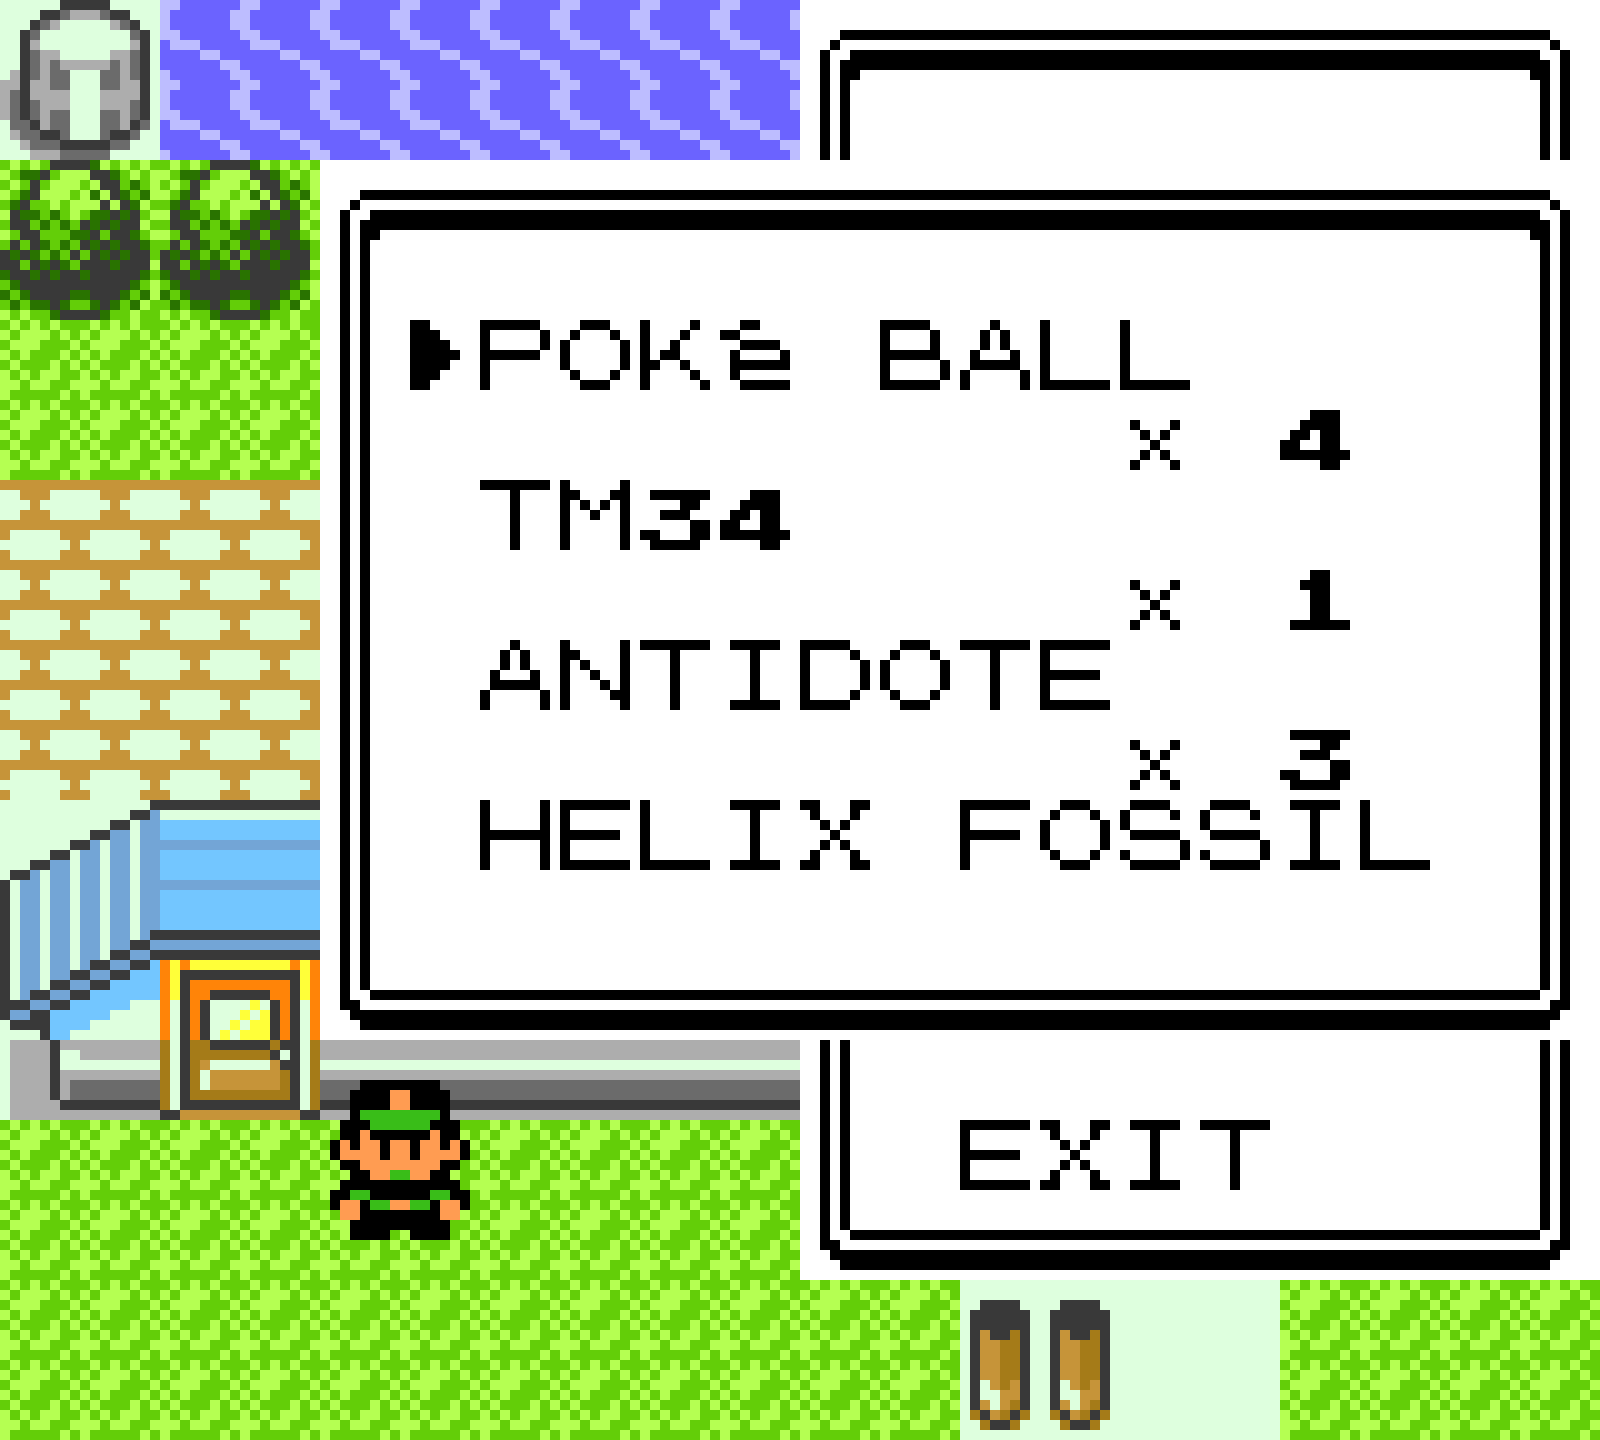 ▶POKé BALL
× 4
TM34
× 1
ANTIDOTE
× 3
HELIX FOSSIL
EXIT